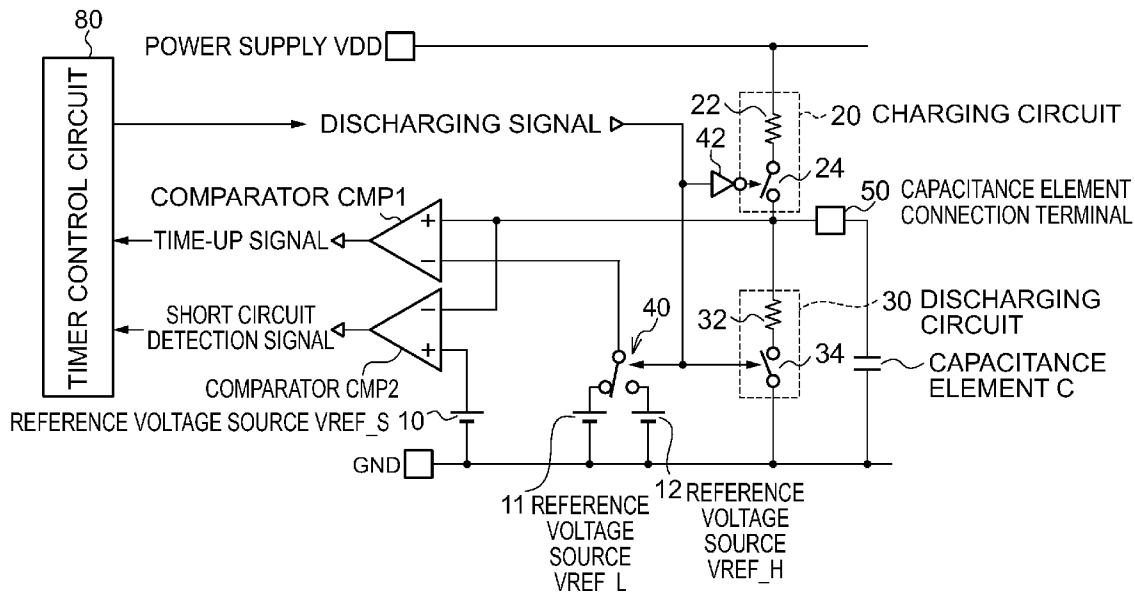 80
POWER SUPPLY VDD
TIMER CONTROL CIRCUIT
22
20 CHARGING CIRCUIT
DISCHARGING SIGNAL
42
24
50 CAPACITANCE ELEMENT
CONNECTION TERMINAL
COMPARATOR CMP1
+
TIME-UP SIGNAL
−
30 DISCHARGING
CIRCUIT
32
SHORT CIRCUIT
DETECTION SIGNAL
−
40
34
+
CAPACITANCE
ELEMENT C
COMPARATOR CMP2
REFERENCE VOLTAGE SOURCE VREF_S 10
GND
11 REFERENCE
VOLTAGE
SOURCE
VREF_L
12 REFERENCE
VOLTAGE
SOURCE
VREF_H